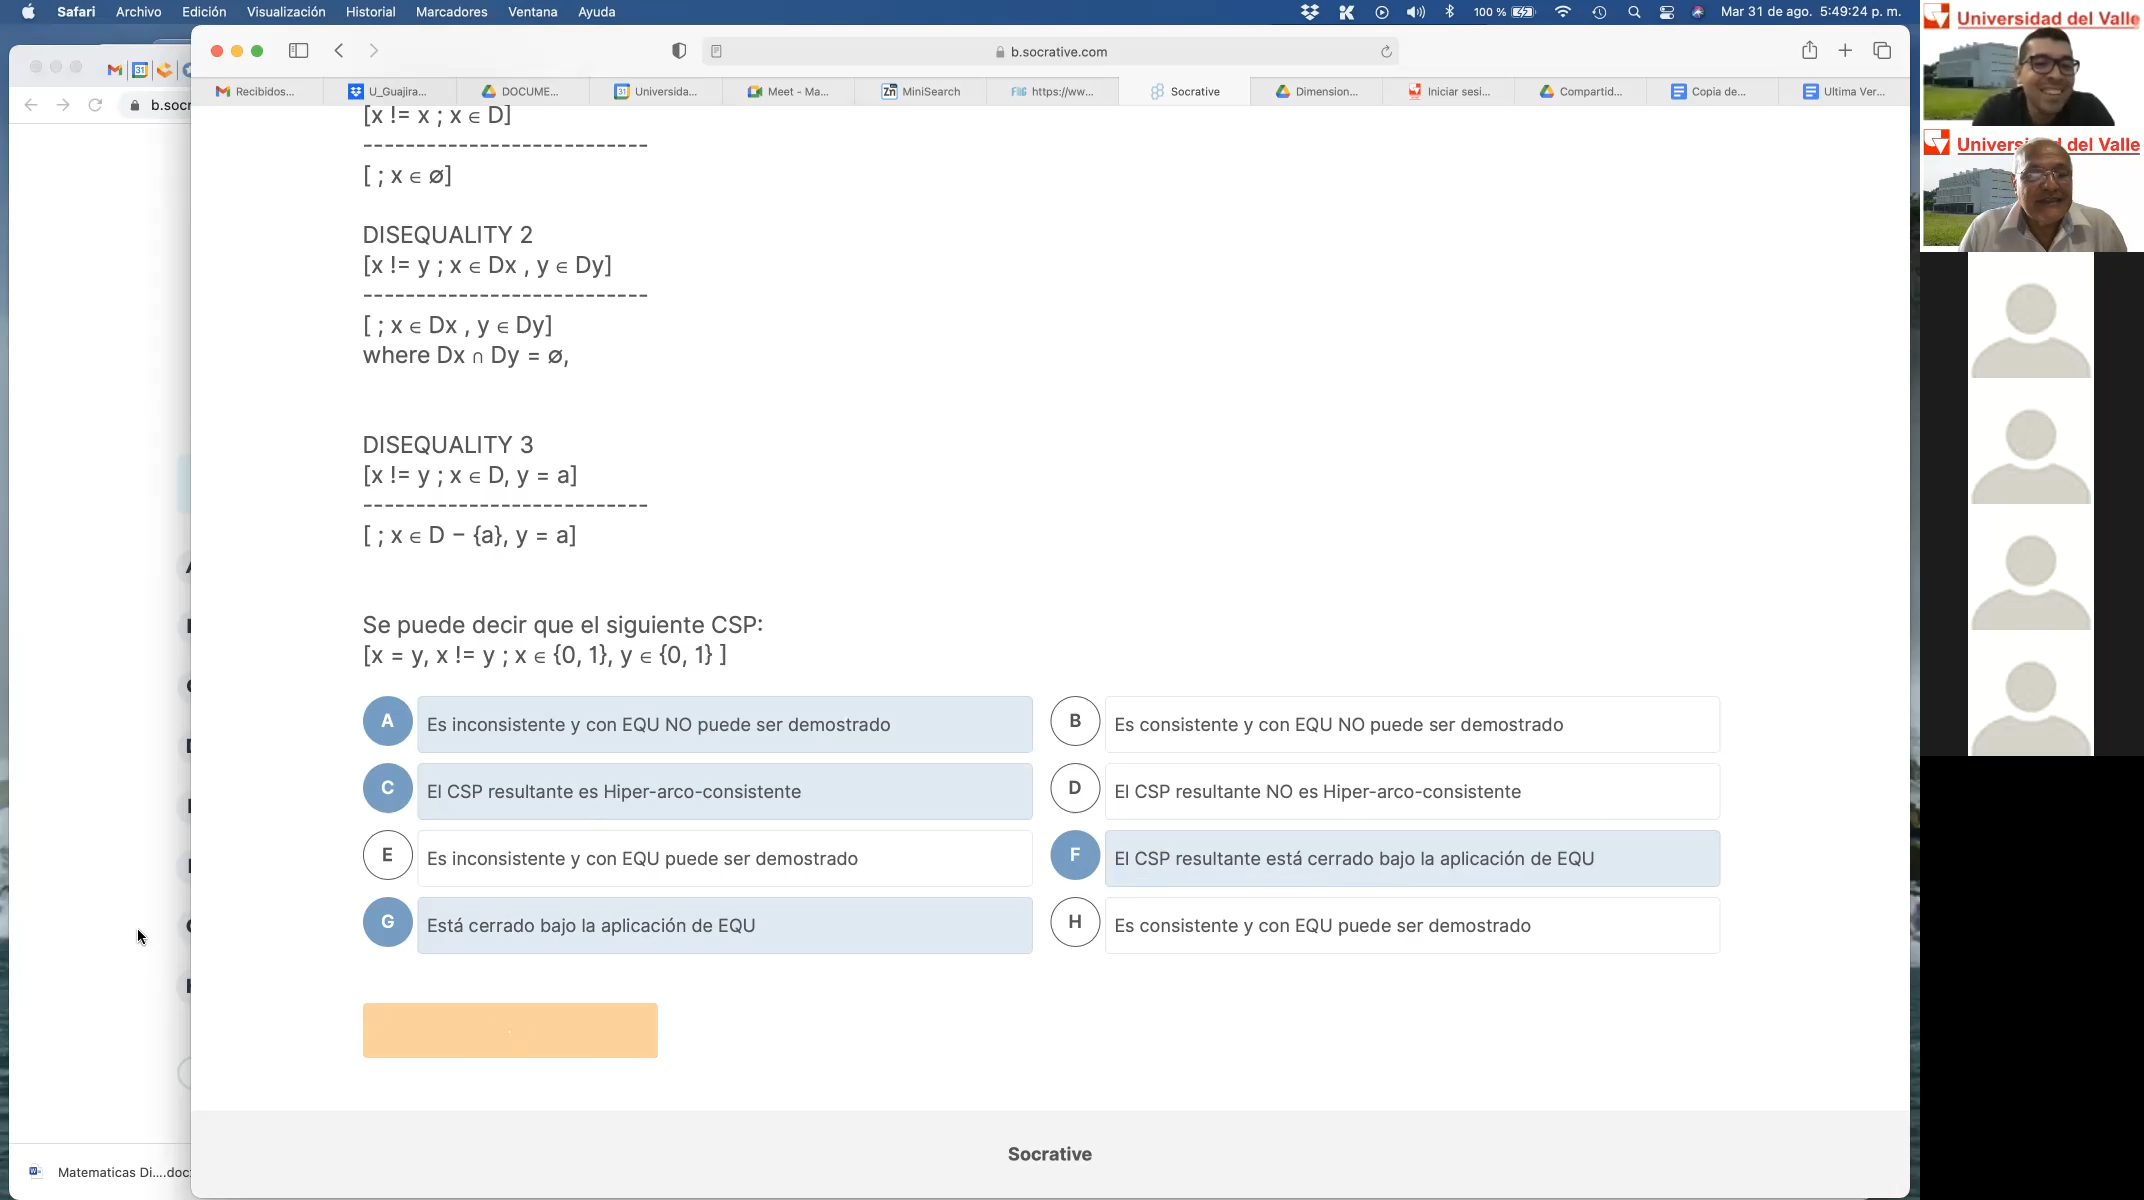 Safari Archivo Edición Visualización Historial Marcadores Ventana Ayuda
100 % Mar 31 de ago. 5:49:24 p. m.
b.socrative.com
b.socr
Recibidos... U_Guajira... DOCUME... Universida... Meet - Ma... MiniSearch https://ww... Socrative Dimension... Iniciar sesi... Compartid... Copia de... Ultima Ver...
[x != x ; x ∈ D]
---------------------------
[ ; x ∈ ∅]
DISEQUALITY 2
[x != y ; x ∈ Dx , y ∈ Dy]
---------------------------
[ ; x ∈ Dx , y ∈ Dy]
where Dx ∩ Dy = ∅,
DISEQUALITY 3
[x != y ; x ∈ D, y = a]
---------------------------
[ ; x ∈ D − {a}, y = a]
Se puede decir que el siguiente CSP:
[x = y, x != y ; x ∈ {0, 1}, y ∈ {0, 1} ]
A Es inconsistente y con EQU NO puede ser demostrado
B Es consistente y con EQU NO puede ser demostrado
C El CSP resultante es Hiper-arco-consistente
D El CSP resultante NO es Hiper-arco-consistente
E Es inconsistente y con EQU puede ser demostrado
F El CSP resultante está cerrado bajo la aplicación de EQU
G Está cerrado bajo la aplicación de EQU
H Es consistente y con EQU puede ser demostrado
Socrative
Matematicas Di....doc
Universidad del Valle
del Valle